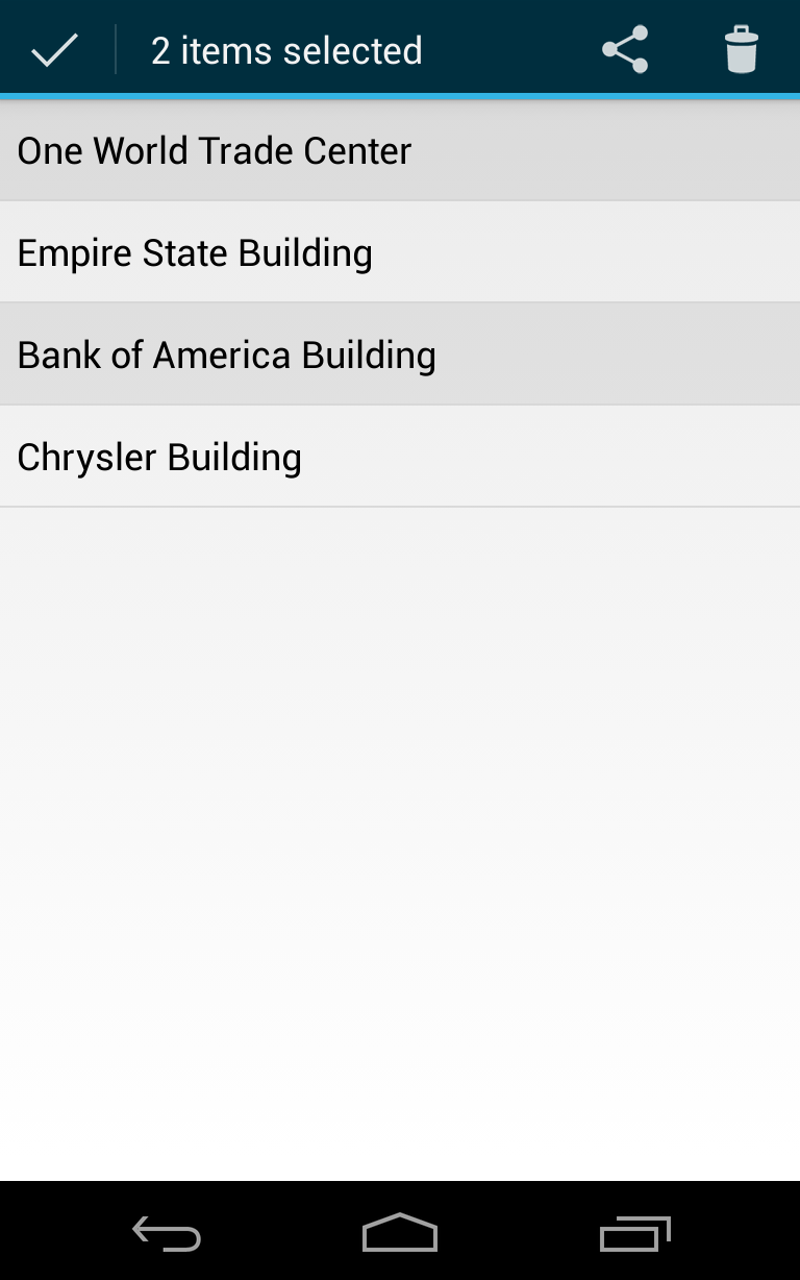 2 items selected
One World Trade Center
Empire State Building
Bank of America Building
Chrysler Building